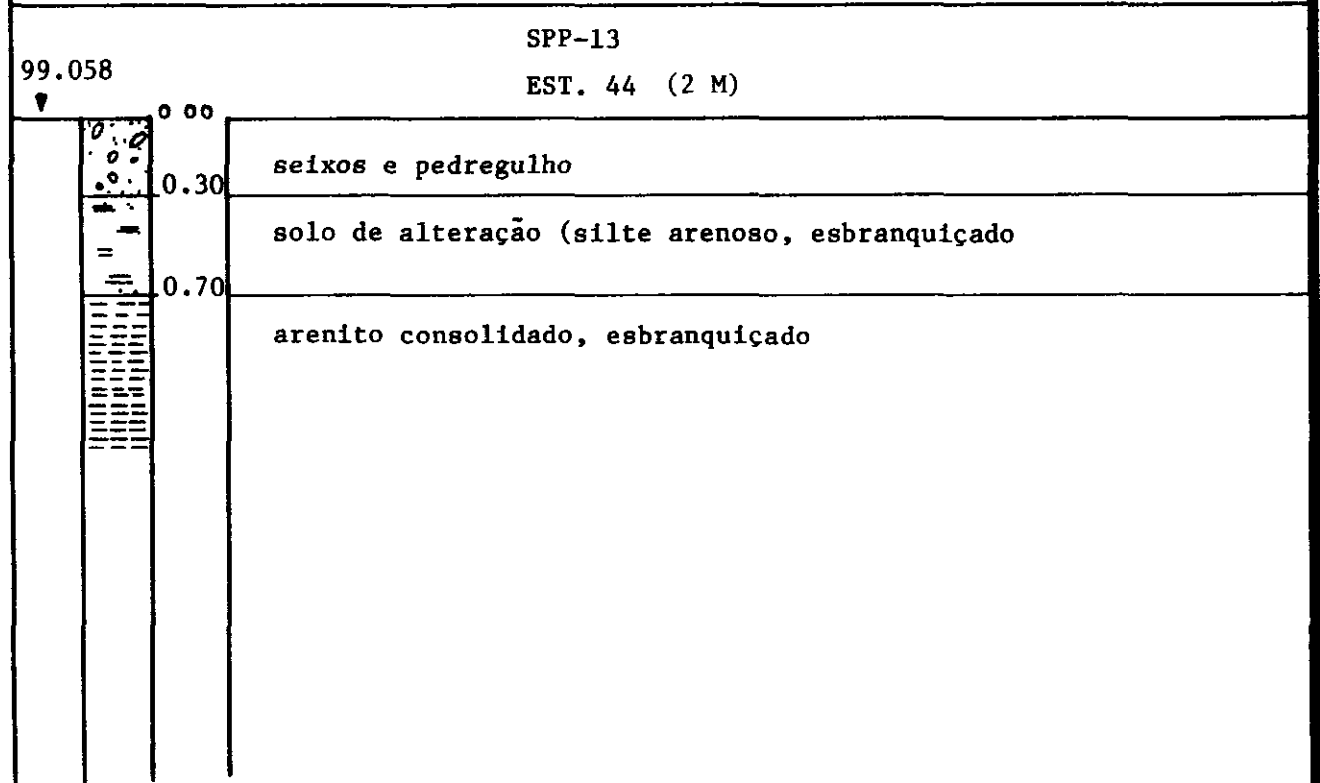 SPP-13
99.058
EST. 44 (2 M)
0 00
seixos e pedregulho
0.30
solo de alteração (silte arenoso, esbranquiçado
0.70
arenito consolidado, esbranquiçado